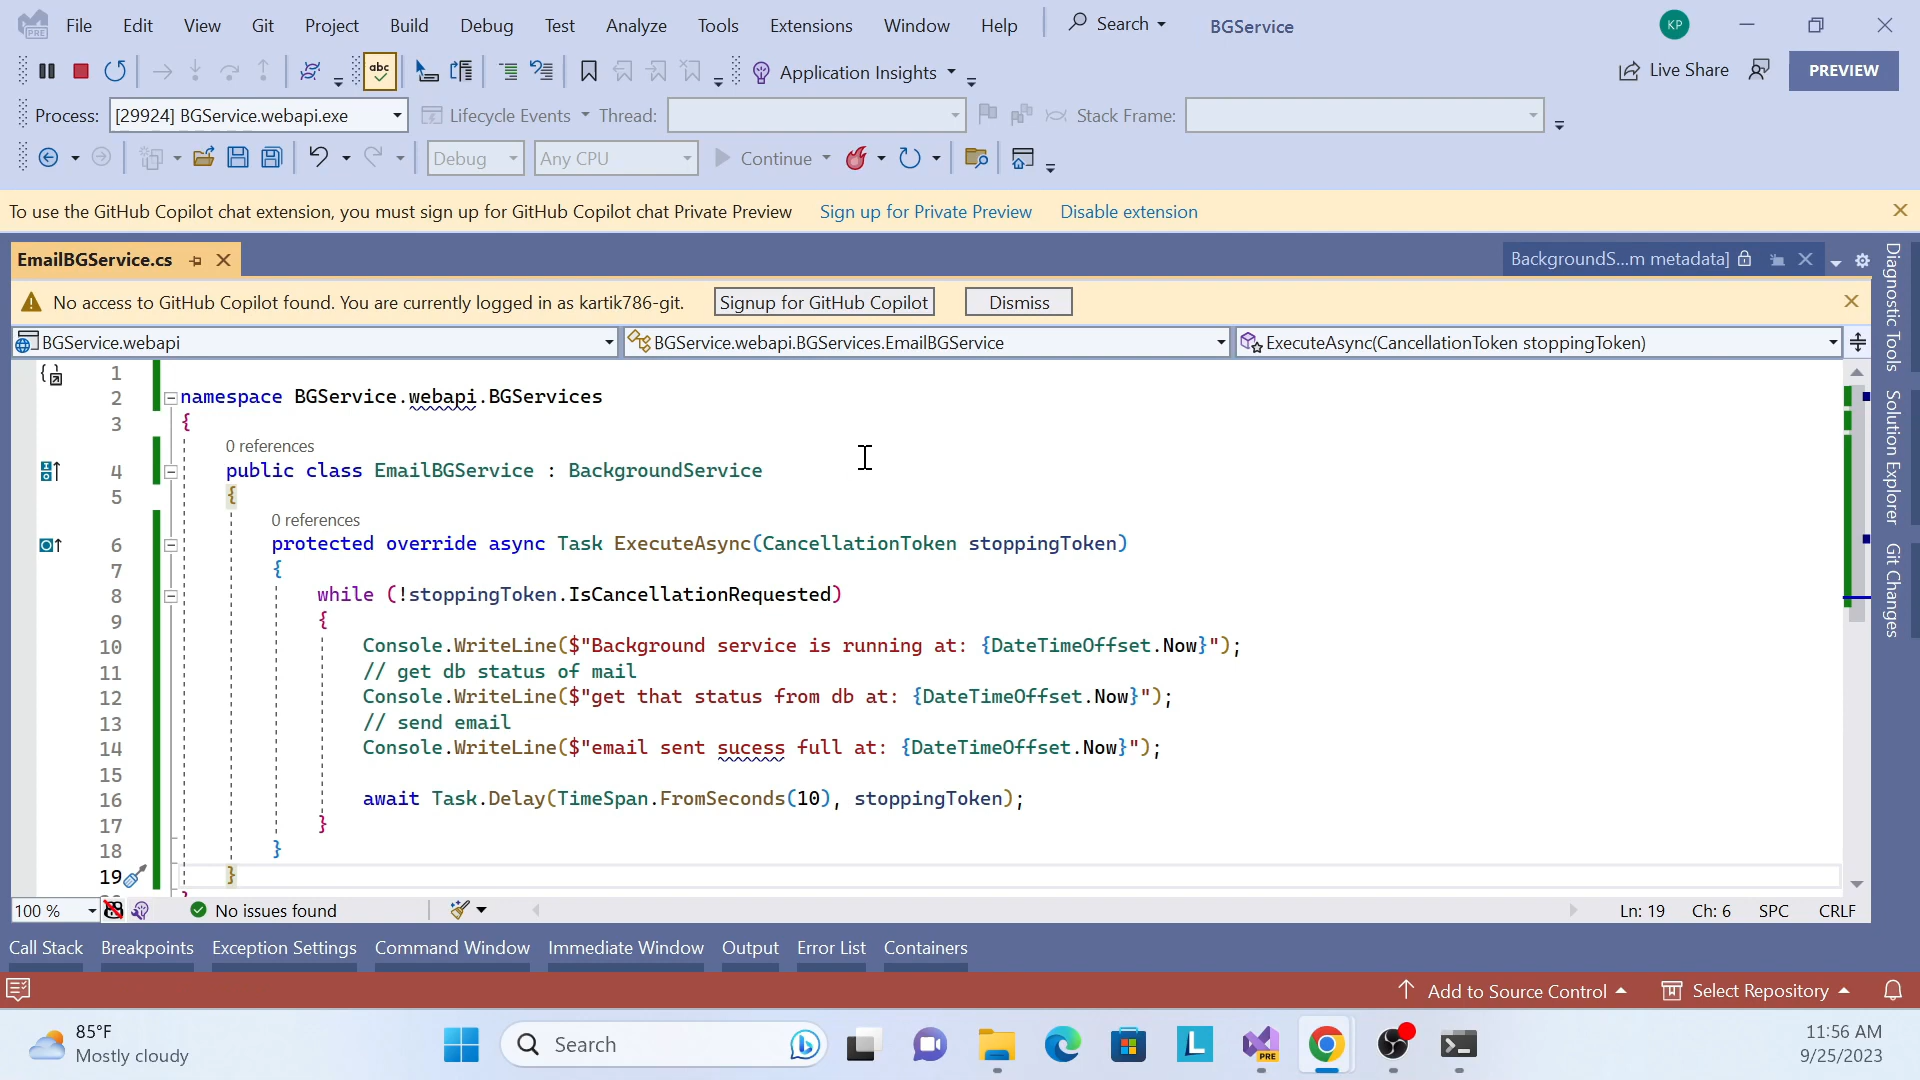 File Edit View Git Project Build Debug Test Analyze Tools Extensions Window Help Search BGService KP
PRE
abc Application Insights Live Share PREVIEW
Process: [29924] BGService.webapi.exe Lifecycle Events Thread: Stack Frame:
Debug Any CPU Continue
To use the GitHub Copilot chat extension, you must sign up for GitHub Copilot chat Private Preview Sign up for Private Preview Disable extension
EmailBGService.cs BackgroundS...m metadata]
No access to GitHub Copilot found. You are currently logged in as kartik786-git. Signup for GitHub Copilot Dismiss
BGService.webapi BGService.webapi.BGServices.EmailBGService ExecuteAsync(CancellationToken stoppingToken)
1
2 namespace BGService.webapi.BGServices
3 {
0 references
4 public class EmailBGService : BackgroundService
5 {
0 references
6 protected override async Task ExecuteAsync(CancellationToken stoppingToken)
7 {
8 while (!stoppingToken.IsCancellationRequested)
9 {
10 Console.WriteLine($"Background service is running at: {DateTimeOffset.Now}");
11 // get db status of mail
12 Console.WriteLine($"get that status from db at: {DateTimeOffset.Now}");
13 // send email
14 Console.WriteLine($"email sent sucess full at: {DateTimeOffset.Now}");
15
16 await Task.Delay(TimeSpan.FromSeconds(10), stoppingToken);
17 }
18 }
19 }
Diagnostic Tools
Solution Explorer
Git Changes
100 % No issues found Ln: 19 Ch: 6 SPC CRLF
Call Stack Breakpoints Exception Settings Command Window Immediate Window Output Error List Containers
Add to Source Control Select Repository
85°F
Mostly cloudy
Search
L
PRE
11:56 AM
9/25/2023